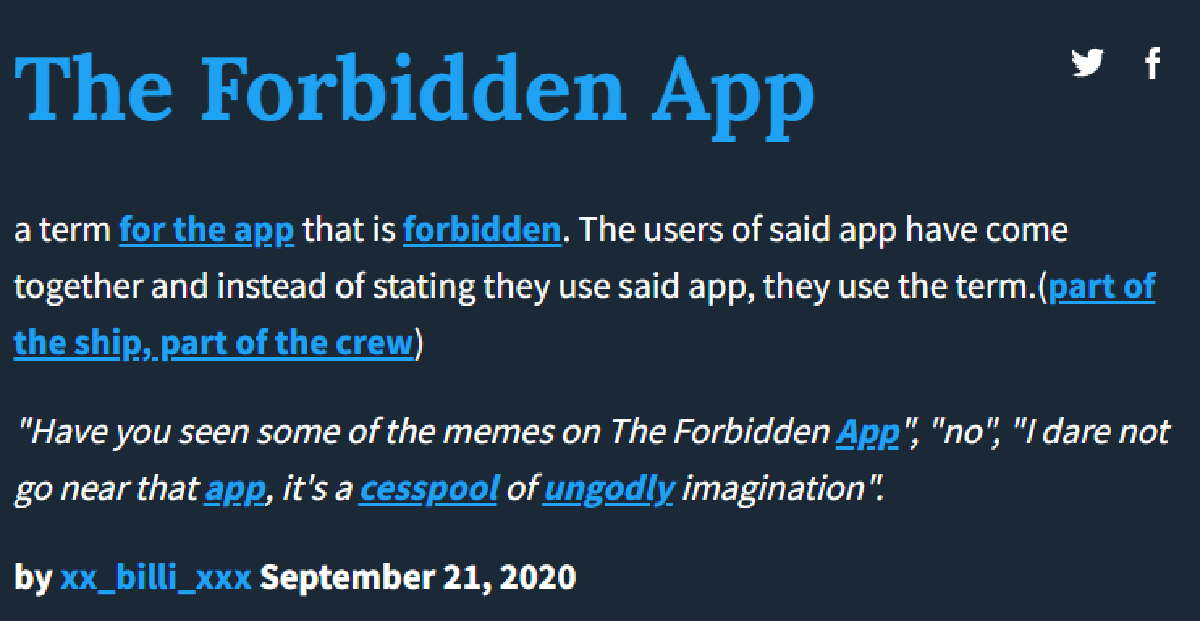 The Forbidden App
a term for the app that is forbidden. The users of said app have come
together and instead of stating they use said app, they use the term.(part of
the ship, part of the crew)
"Have you seen some of the memes on The Forbidden App", "no", "I dare not
go near that app, it's a cesspool of ungodly imagination".
by xx_billi_xxx September 21, 2020